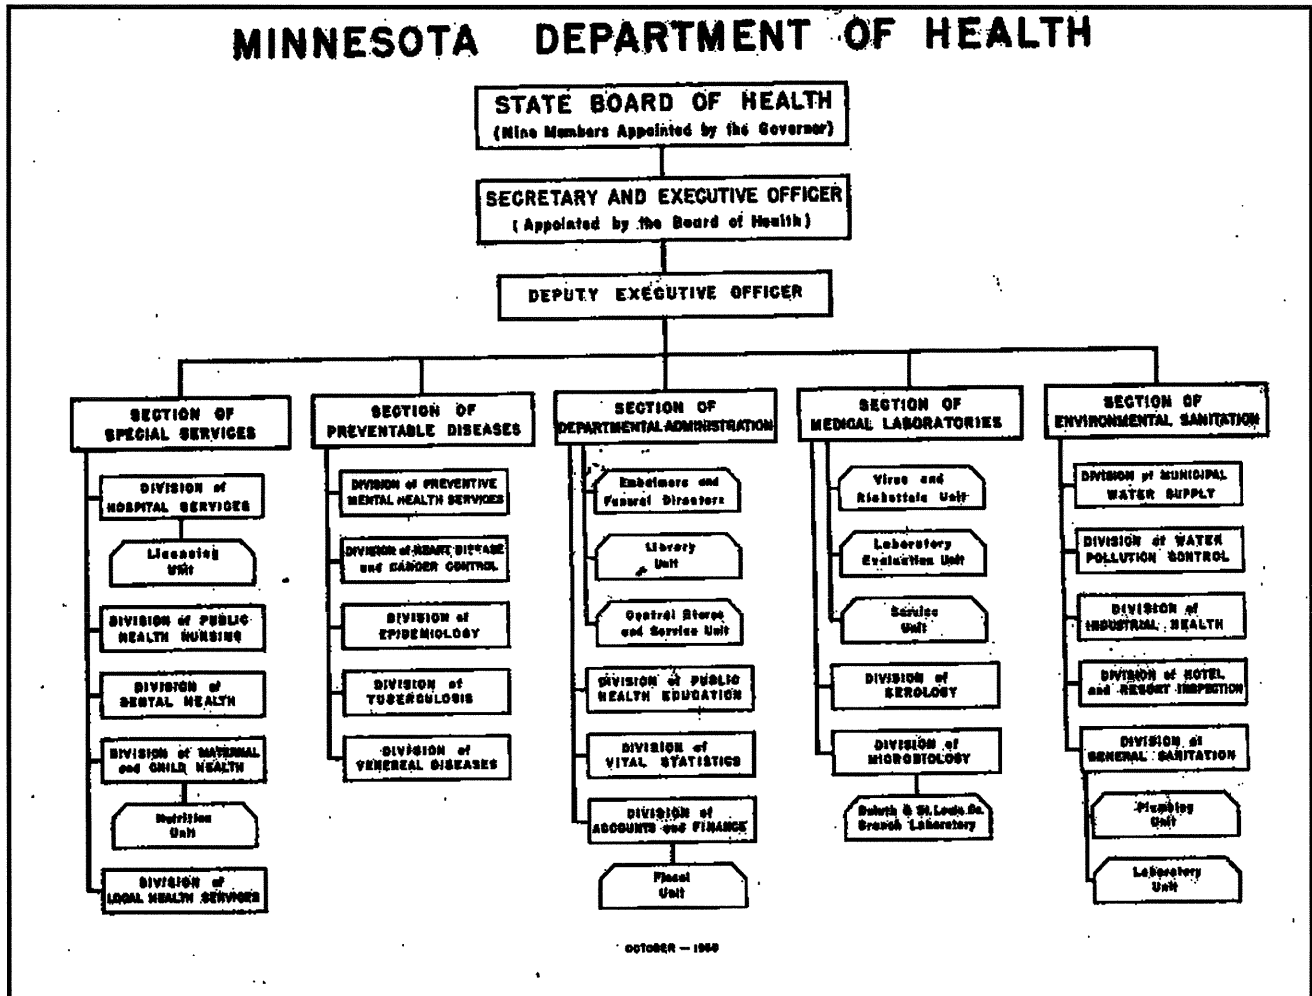 MINNESOTA DEPARTMENT OF HEALTH
STATE BOARD OF HEALTH
(Nine Members Appointed by the Governor)
SECRETARY AND EXECUTIVE OFFICER
(Appointed by the Board of Health)
DEPUTY EXECUTIVE OFFICER
SECTION OF
SPECIAL SERVICES
DIVISION of
HOSPITAL SERVICES
Licensing
Unit
DIVISION of PUBLIC
HEALTH NURSING
DIVISION of
DENTAL HEALTH
DIVISION of MATERNAL
and CHILD HEALTH
Nutrition
Unit
DIVISION of
LOCAL HEALTH SERVICES
SECTION OF
PREVENTABLE DISEASES
DIVISION of PREVENTIVE
MENTAL HEALTH SERVICES
DIVISION of HEART DISEASE
and CANCER CONTROL
DIVISION of
EPIDEMIOLOGY
DIVISION of
TUBERCULOSIS
DIVISION of
VENEREAL DISEASES
SECTION OF
DEPARTMENTAL ADMINISTRATION
Embalmers and
Funeral Directors
Library
Unit
Central Stores
and Service Unit
DIVISION of PUBLIC
HEALTH EDUCATION
DIVISION of
VITAL STATISTICS
DIVISION of
ACCOUNTS and FINANCE
Fiscal
Unit
SECTION OF
MEDICAL LABORATORIES
Virus and
Rickettsia Unit
Laboratory
Evaluation Unit
Service
Unit
DIVISION of
SEROLOGY
DIVISION of
MICROBIOLOGY
Duluth & St. Louis Co.
Branch Laboratory
SECTION OF
ENVIRONMENTAL SANITATION
DIVISION of MUNICIPAL
WATER SUPPLY
DIVISION of WATER
POLLUTION CONTROL
DIVISION of
INDUSTRIAL HEALTH
DIVISION of HOTEL
and RESORT INSPECTION
DIVISION of
GENERAL SANITATION
Plumbing
Unit
Laboratory
Unit
OCTOBER —